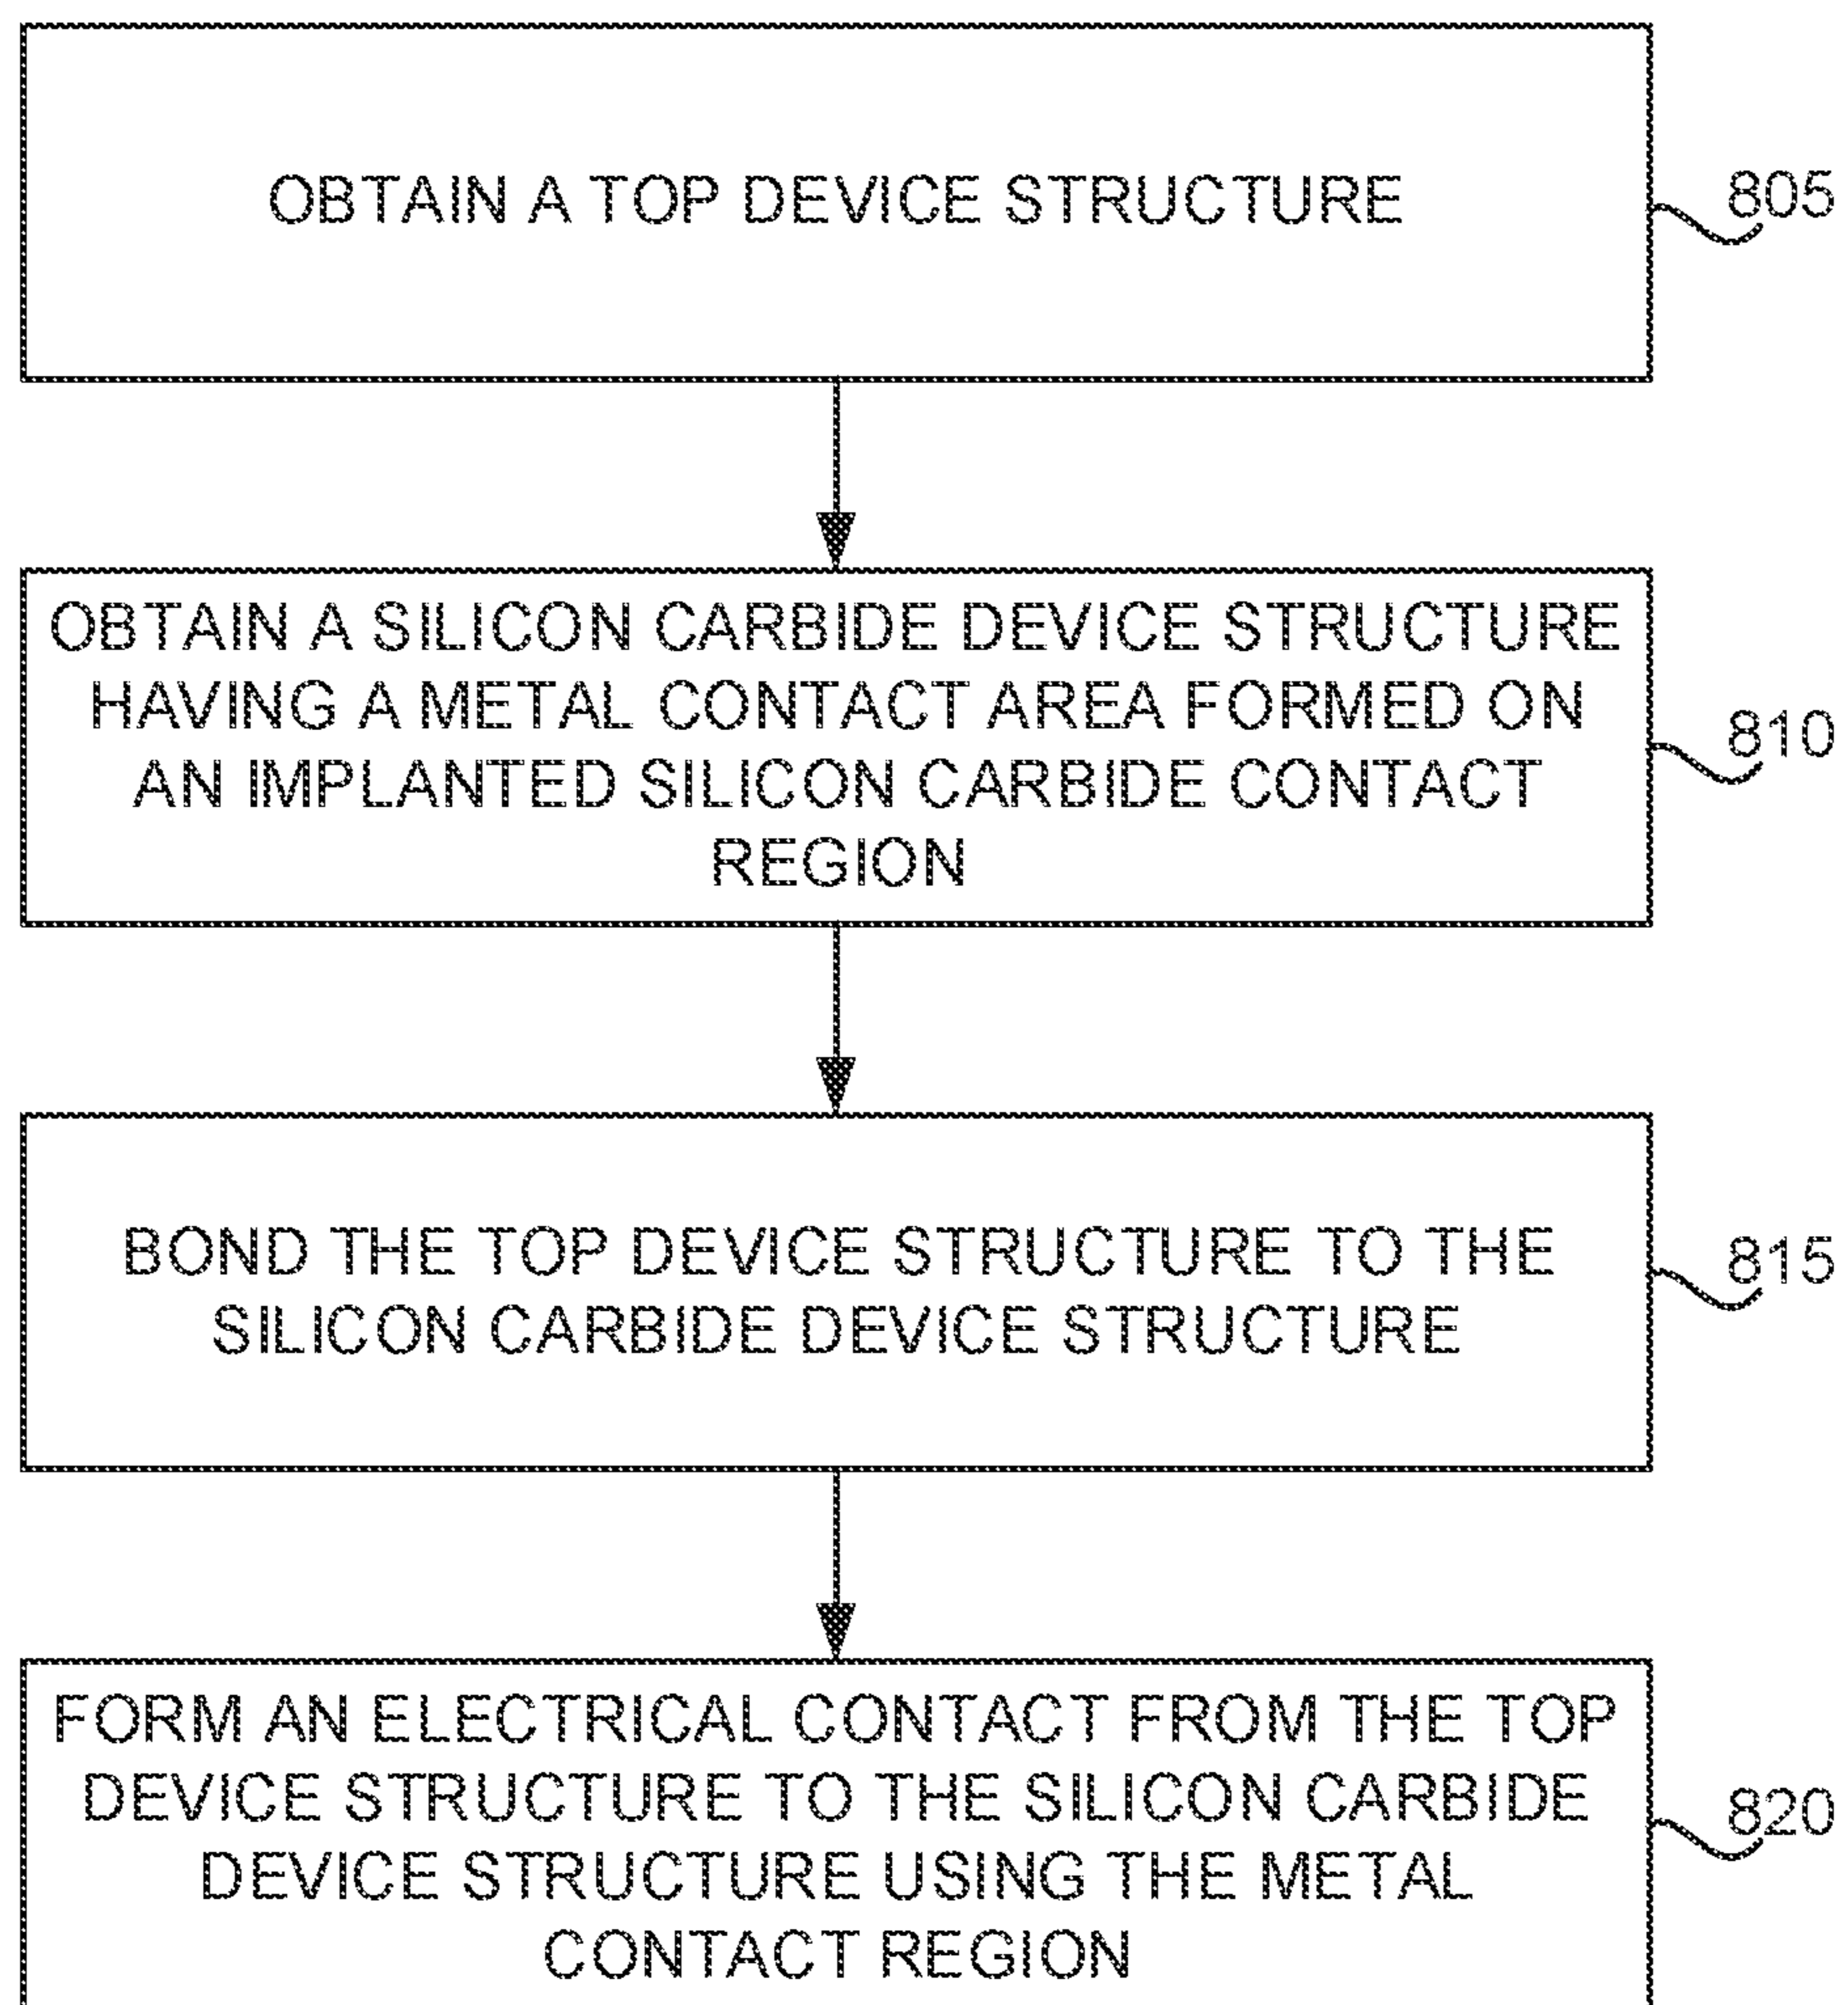 OBTAIN A TOP DEVICE STRUCTURE
805
OBTAIN A SILICON CARBIDE DEVICE STRUCTURE
HAVING A METAL CONTACT AREA FORMED ON
AN IMPLANTED SILICON CARBIDE CONTACT
REGION
810
BOND THE TOP DEVICE STRUCTURE TO THE
SILICON CARBIDE DEVICE STRUCTURE
815
FORM AN ELECTRICAL CONTACT FROM THE TOP
DEVICE STRUCTURE TO THE SILICON CARBIDE
DEVICE STRUCTURE USING THE METAL
CONTACT REGION
820